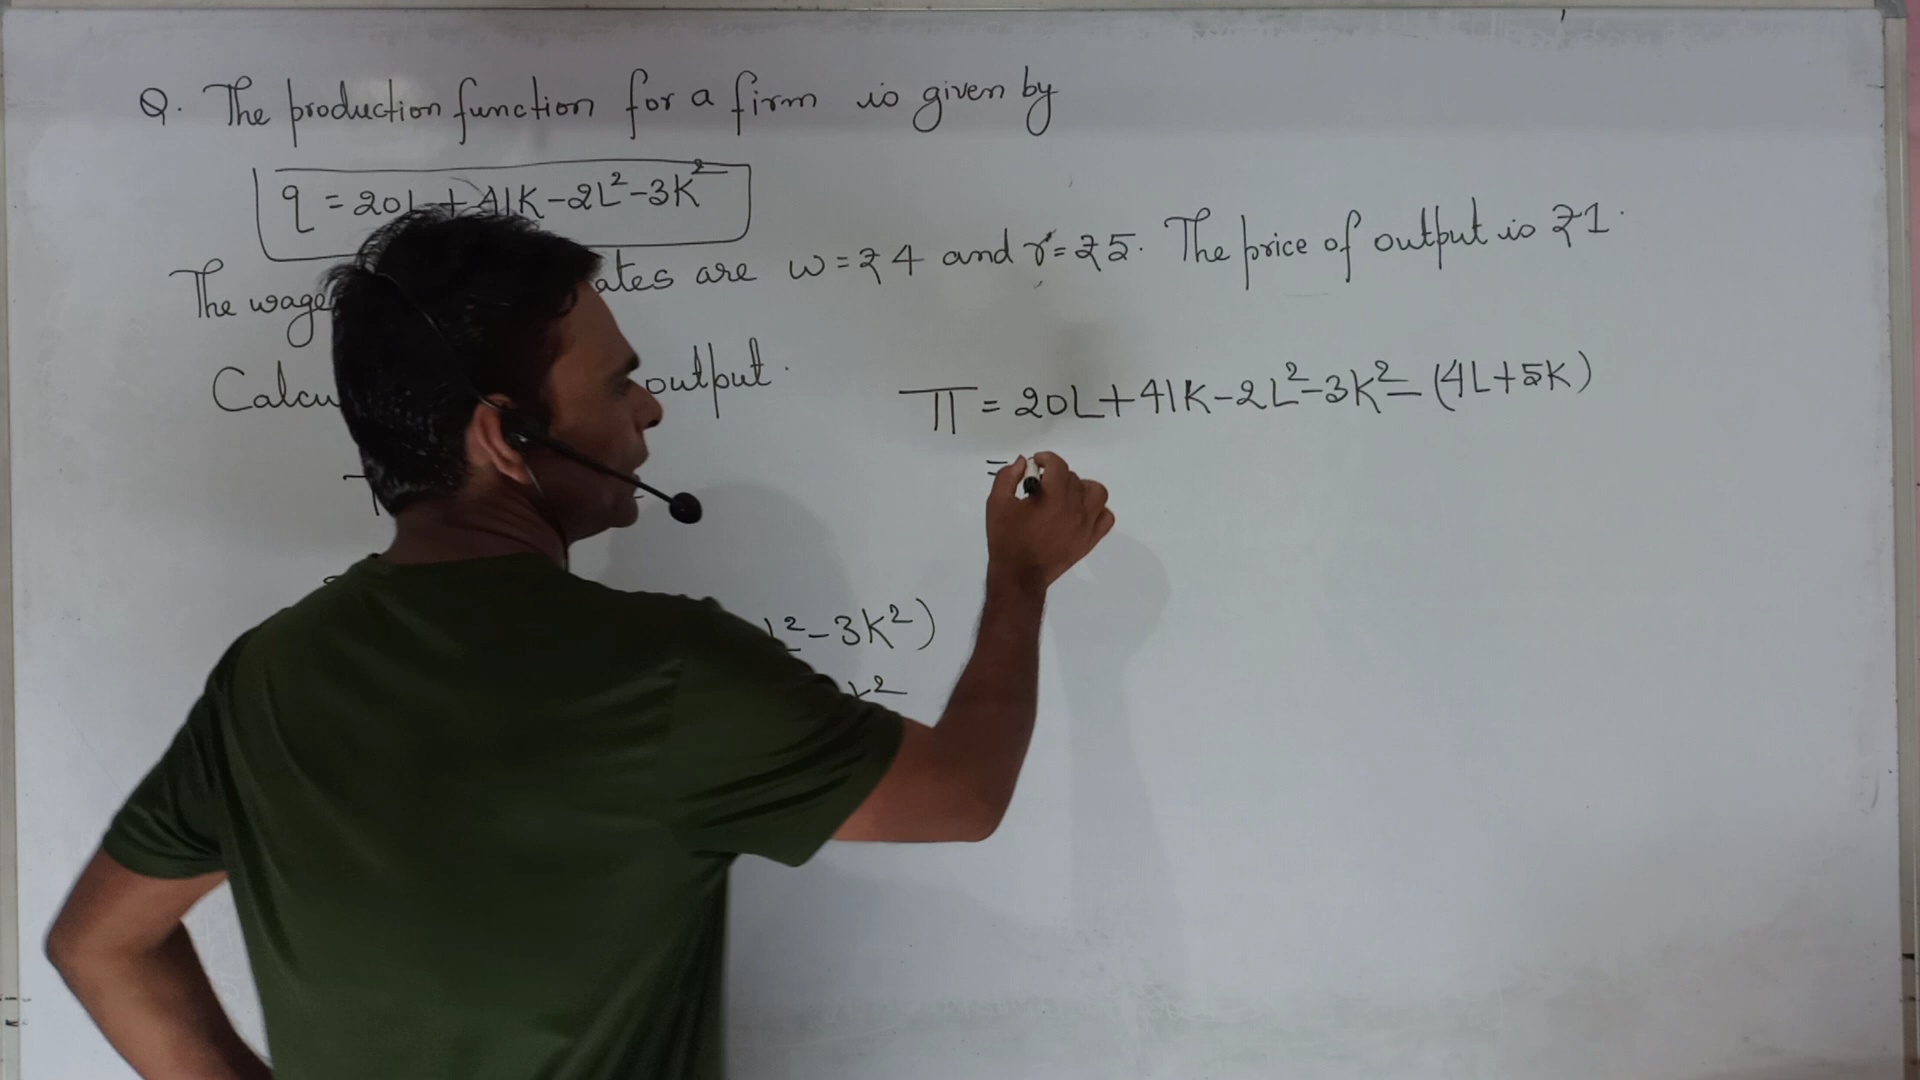 Q. The production function for a firm is given by
q = 20L + 41K - 2L² - 3K²
The wage ates are w = ₹4 and r = ₹5. The price of output is ₹1.
Calcu output.
π = 20L + 41K - 2L² - 3K² - (4L + 5K)
=
L² - 3K²)